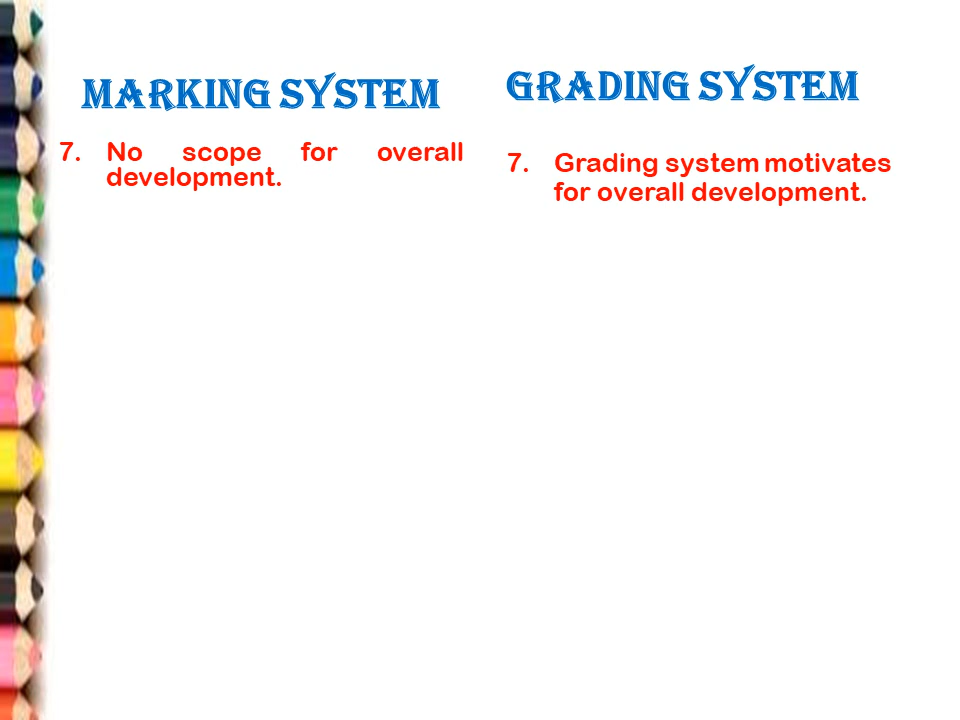 MARKING SYSTEM
7. No scope for overall
development.
GRADING SYSTEM
7. Grading system motivates
for overall development.